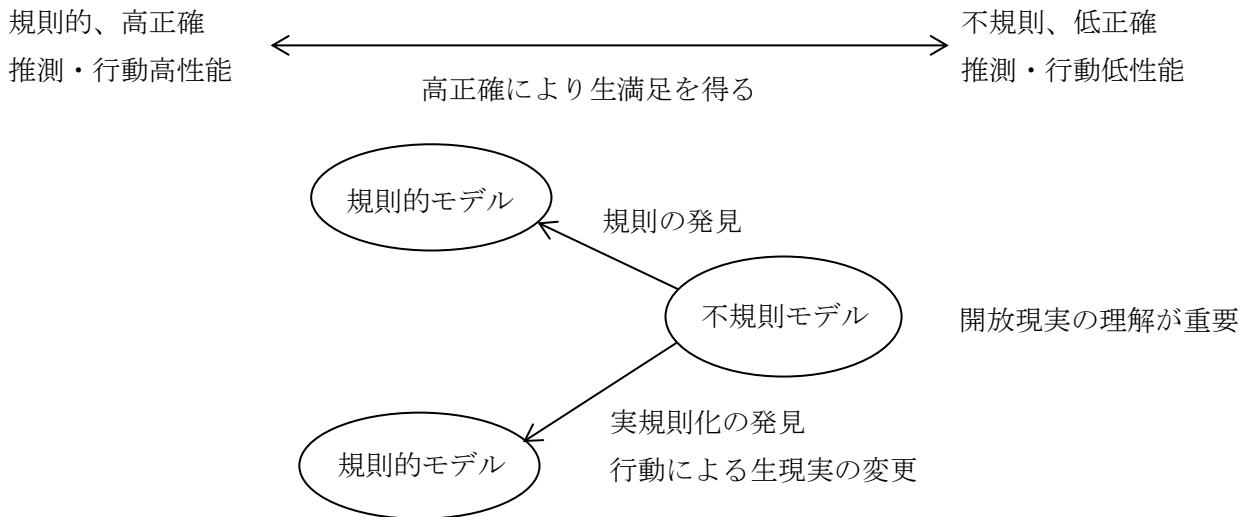 規則的、高正確
推測・行動高性能
不規則、低正確
推測・行動低性能
高正確により生満足を得る
規則的モデル
規則の発見
不規則モデル
開放現実の理解が重要
実規則化の発見
行動による生現実の変更
規則的モデル